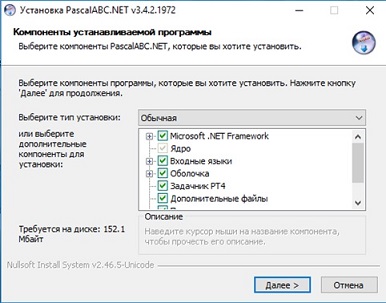 Установка PascalABC.NET v3.4.2.1972
Компоненты устанавливаемой программы
Выберите компоненты PascalABC.NET, которые вы хотите установить.
Выберите компоненты программы, которые вы хотите установить. Нажмите кнопку
'Далее' для продолжения.
Выберите тип установки:
Обычная
или выберите
дополнительные
компоненты для
установки:
Microsoft .NET Framework
Ядро
Входные языки
Оболочка
Задачник PT4
Дополнительные файлы
Требуется на диске: 152.1
Мбайт
Описание
Наведите курсор мыши на название компонента,
чтобы прочесть его описание.
Nullsoft Install System v2.46.5-Unicode
Далее >
Отмена